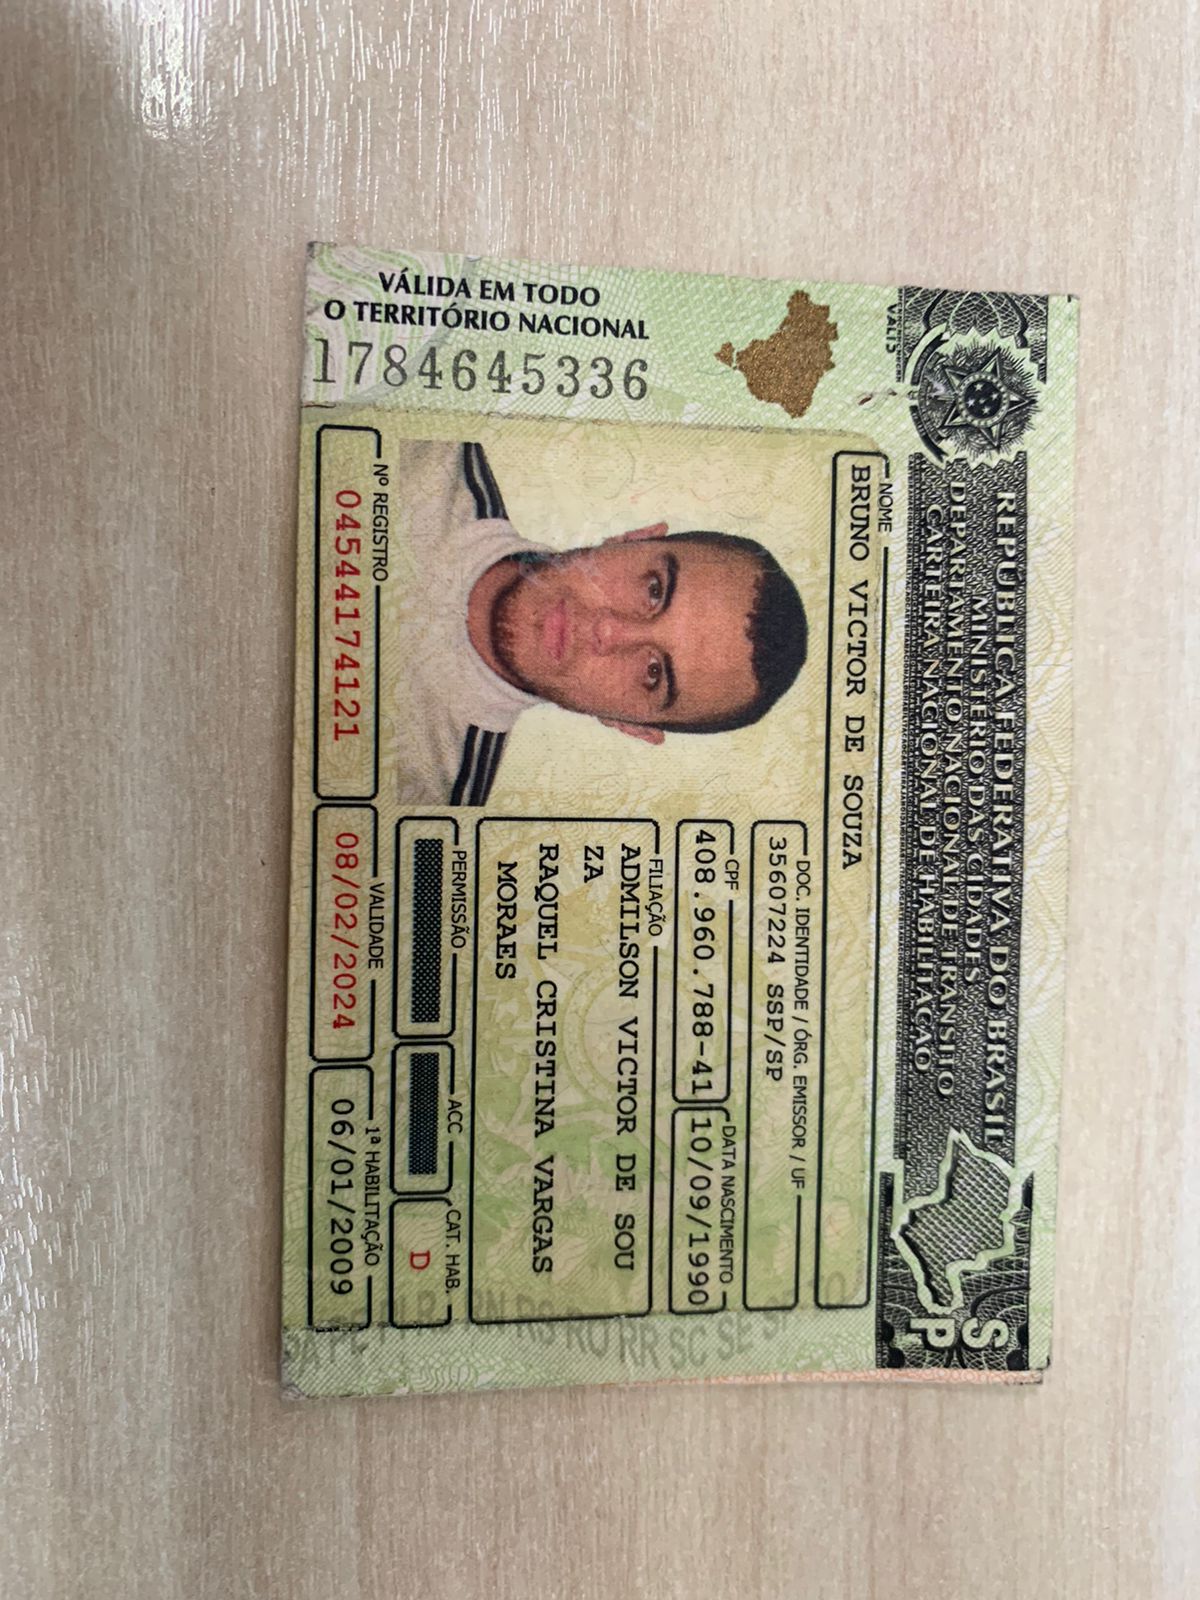 REPÚBLICA FEDERATIVA DO BRASIL
MINISTÉRIO DAS CIDADES
DEPARTAMENTO NACIONAL DE TRÂNSITO
CARTEIRA NACIONAL DE HABILITAÇÃO
SP
NOME
BRUNO VICTOR DE SOUZA
DOC. IDENTIDADE / ÓRG. EMISSOR / UF
35607224 SSP/SP
CPF
408.960.788-41
DATA NASCIMENTO
10/09/1990
FILIAÇÃO
ADMILSON VICTOR DE SOU
ZA
RAQUEL CRISTINA VARGAS
MORAES
PERMISSÃO
ACC
CAT. HAB.
D
Nº REGISTRO
04544174121
VALIDADE
08/02/2024
1ª HABILITAÇÃO
06/01/2009
VÁLIDA EM TODO
O TERRITÓRIO NACIONAL
1784645336